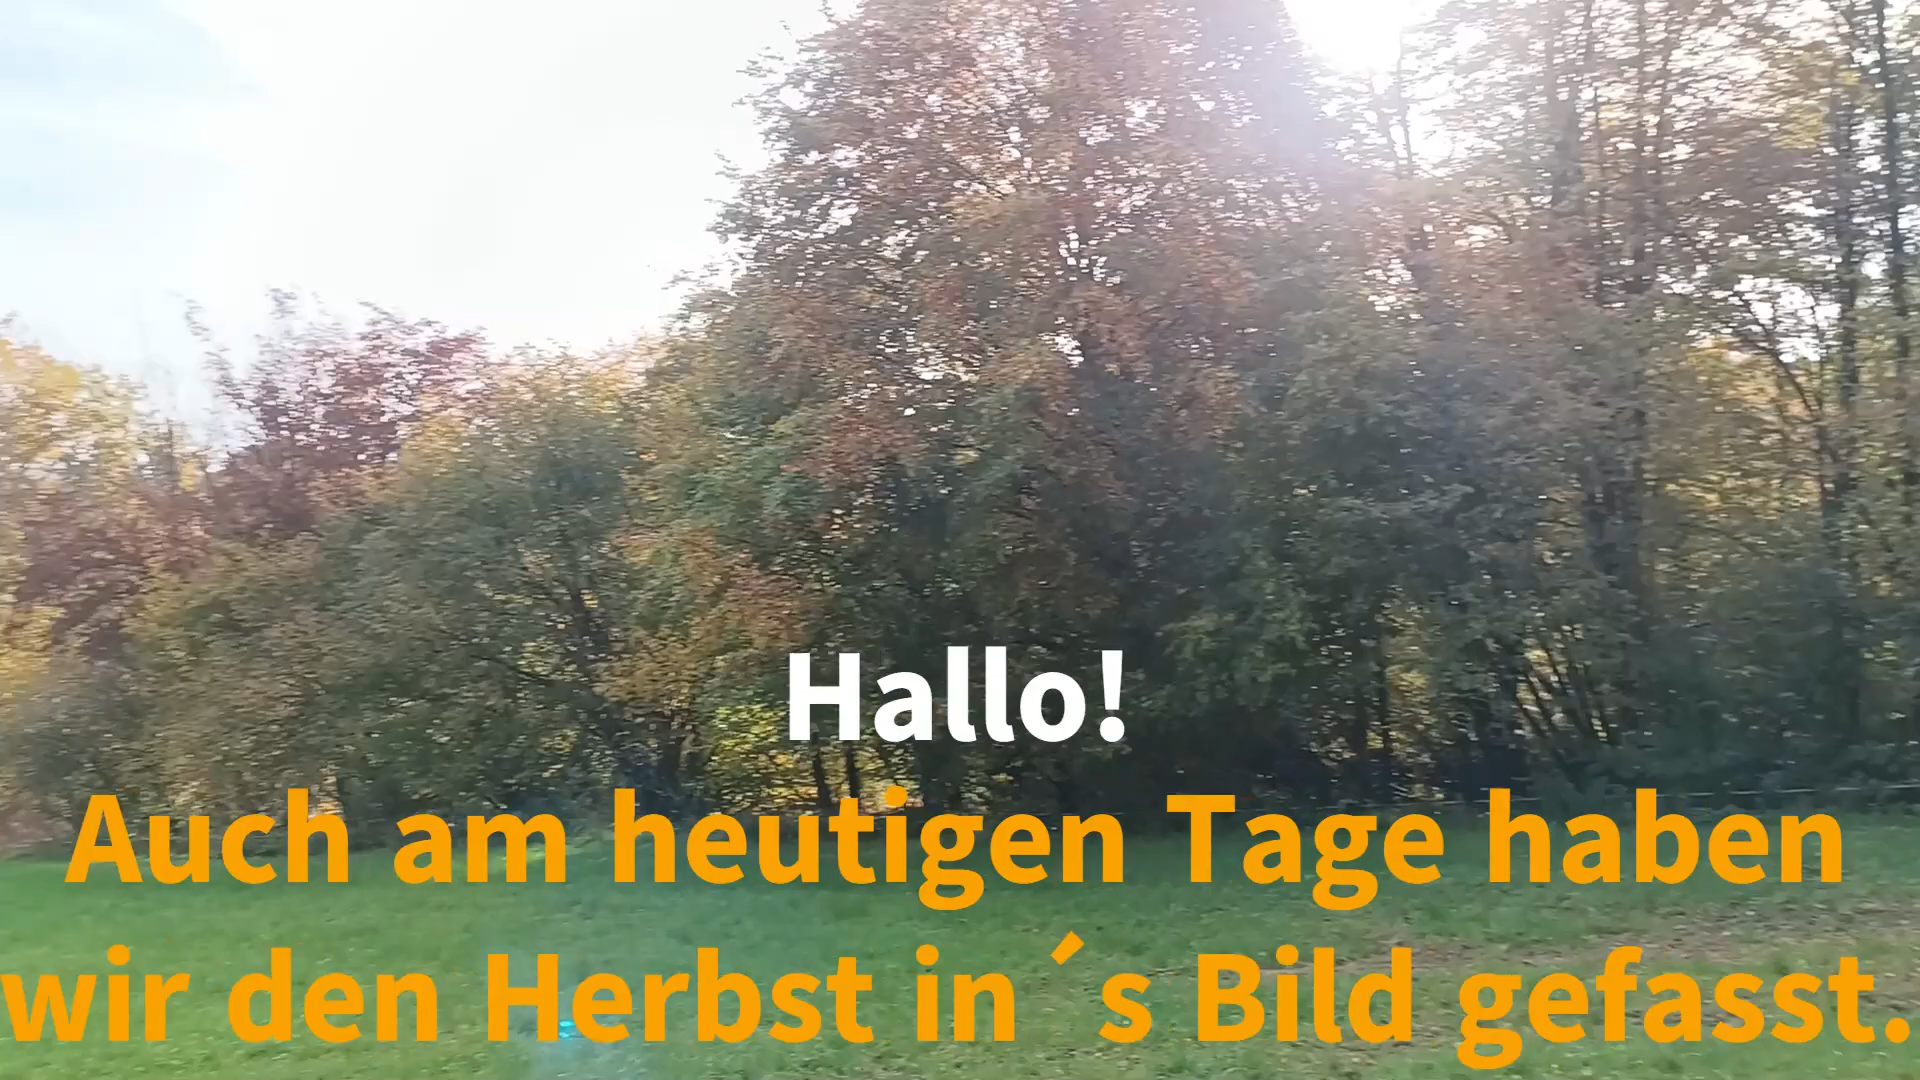 Hallo!
Auch am heutigen Tage haben
wir den Herbst in´s Bild gefasst.